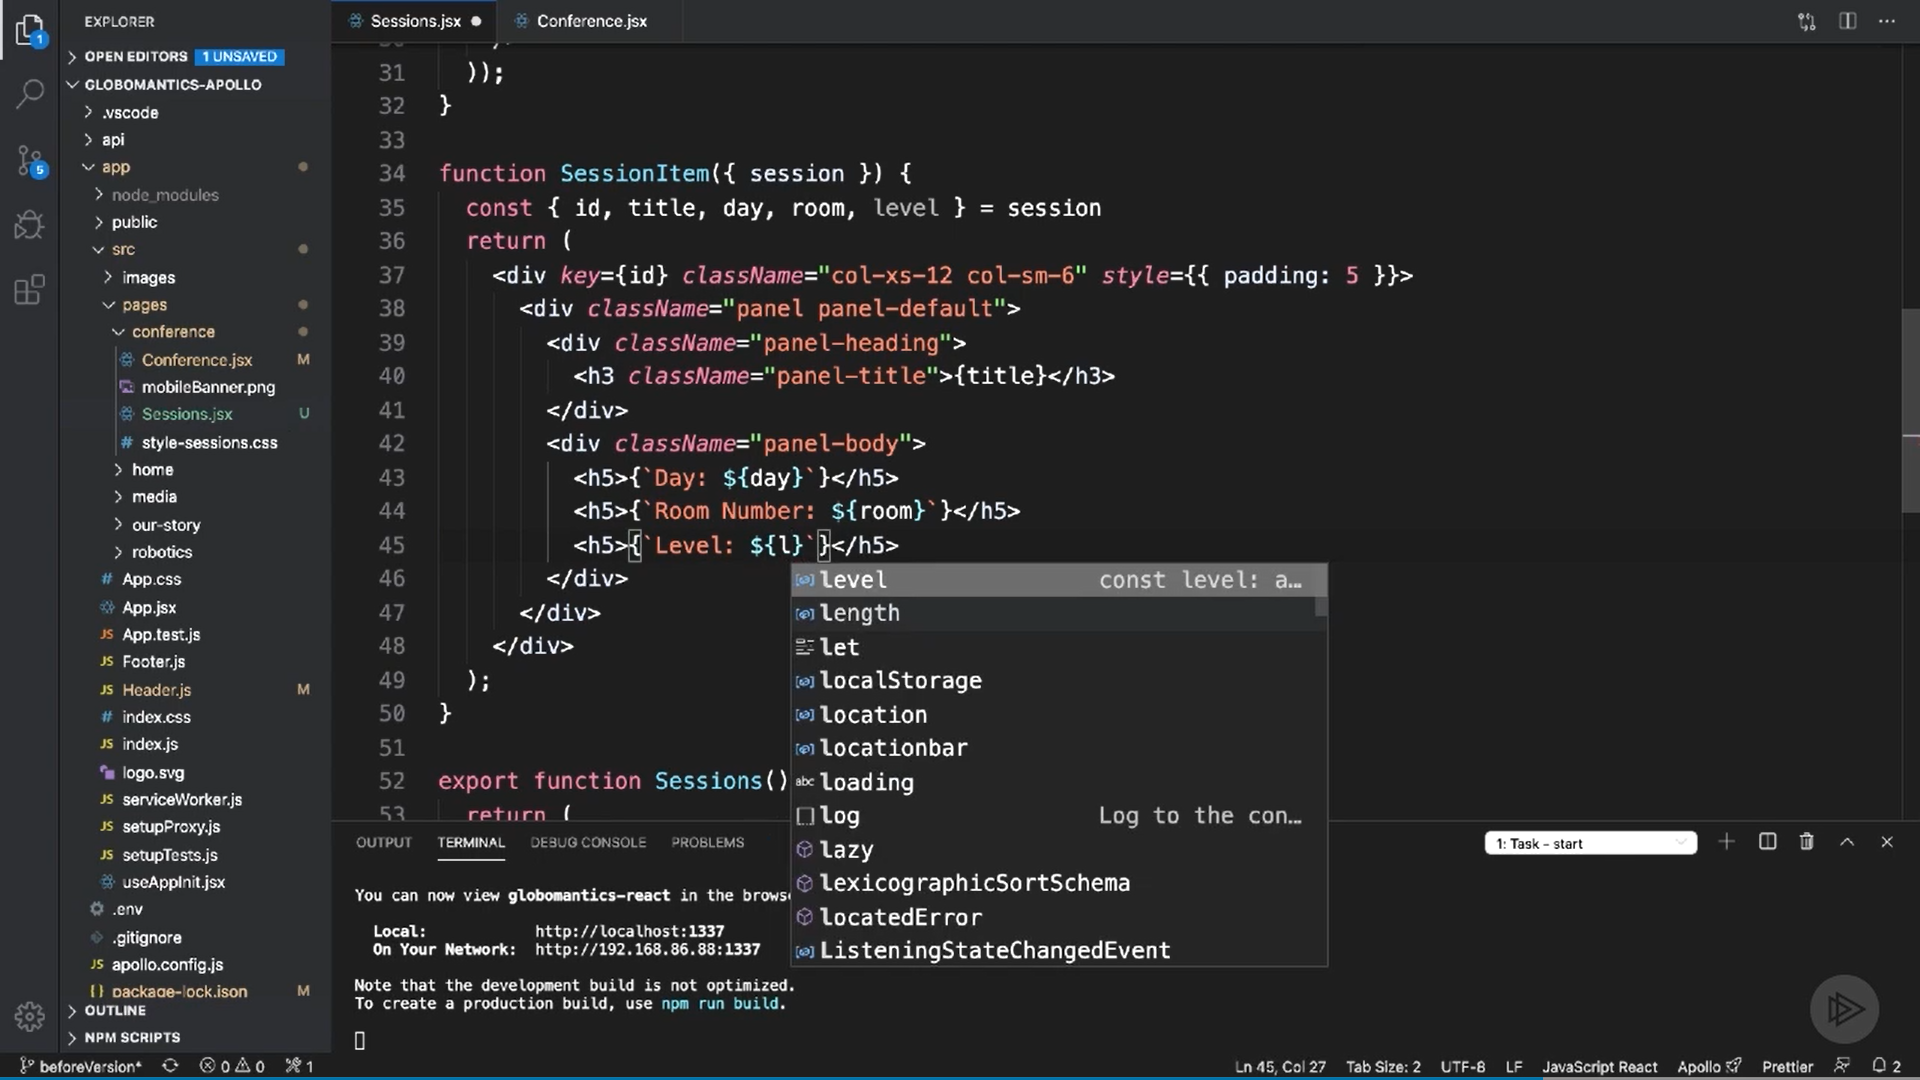 EXPLORER
OPEN EDITORS 1 UNSAVED
GLOBOMANTICS-APOLLO
.vscode
api
app
node_modules
public
src
images
pages
conference
Conference.jsx M
mobileBanner.png
Sessions.jsx U
# style-sessions.css
home
media
our-story
robotics
# App.css
App.jsx
JS App.test.js
JS Footer.js
JS Header.js M
# index.css
JS index.js
logo.svg
JS serviceWorker.js
JS setupProxy.js
JS setupTests.js
useAppInit.jsx
.env
.gitignore
JS apollo.config.js
{} package-lock.json M
OUTLINE
NPM SCRIPTS
1
5
Sessions.jsx
Conference.jsx
31 ));
32 }
33
34 function SessionItem({ session }) {
35 const { id, title, day, room, level } = session
36 return (
37 <div key={id} className="col-xs-12 col-sm-6" style={{ padding: 5 }}>
38 <div className="panel panel-default">
39 <div className="panel-heading">
40 <h3 className="panel-title">{title}</h3>
41 </div>
42 <div className="panel-body">
43 <h5>{`Day: ${day}`}</h5>
44 <h5>{`Room Number: ${room}`}</h5>
45 <h5>{`Level: ${l}`}</h5>
46 </div>
47 </div>
48 </div>
49 );
50 }
51
52 export function Sessions()
53 return (
level const level: a…
length
let
localStorage
location
locationbar
abc loading
log Log to the con…
lazy
lexicographicSortSchema
locatedError
ListeningStateChangedEvent
OUTPUT TERMINAL DEBUG CONSOLE PROBLEMS
1: Task - start
You can now view globomantics-react in the brows
Local: http://localhost:1337
On Your Network: http://192.168.86.88:1337
Note that the development build is not optimized.
To create a production build, use npm run build.
beforeVersion* 0 0 1
Ln 45, Col 27 Tab Size: 2 UTF-8 LF JavaScript React Apollo Prettier 2